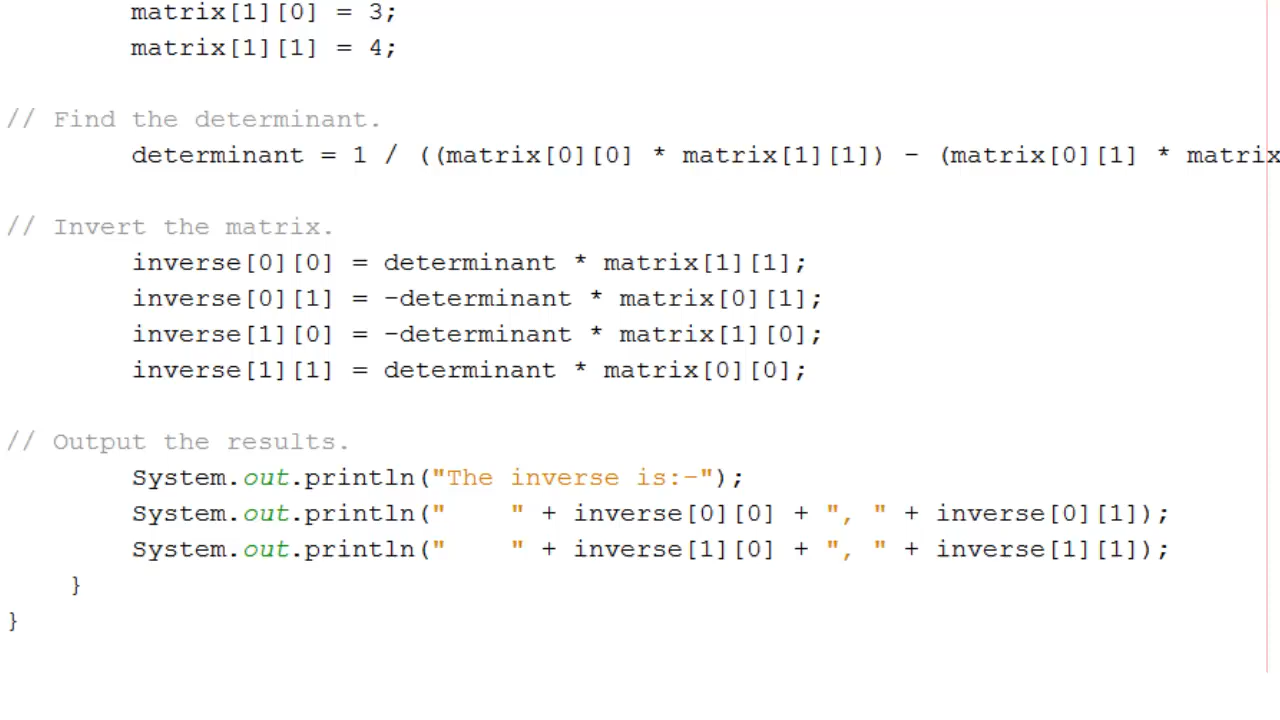 matrix[1][0] = 3;
matrix[1][1] = 4;
// Find the determinant.
determinant = 1 / ((matrix[0][0] * matrix[1][1]) - (matrix[0][1] * matrix
// Invert the matrix.
inverse[0][0] = determinant * matrix[1][1];
inverse[0][1] = -determinant * matrix[0][1];
inverse[1][0] = -determinant * matrix[1][0];
inverse[1][1] = determinant * matrix[0][0];
// Output the results.
System.out.println("The inverse is:-");
System.out.println("    " + inverse[0][0] + ", " + inverse[0][1]);
System.out.println("    " + inverse[1][0] + ", " + inverse[1][1]);
}
}